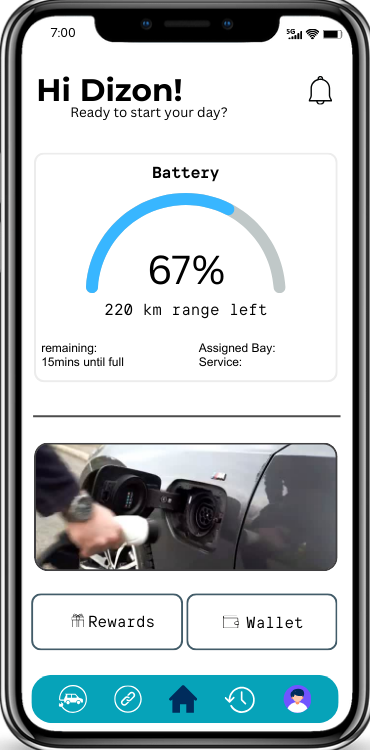 7:00
5G
Hi Dizon!
Ready to start your day?
Battery
67%
220 km range left
remaining:
15mins until full
Assigned Bay:
Service:
Rewards
Wallet